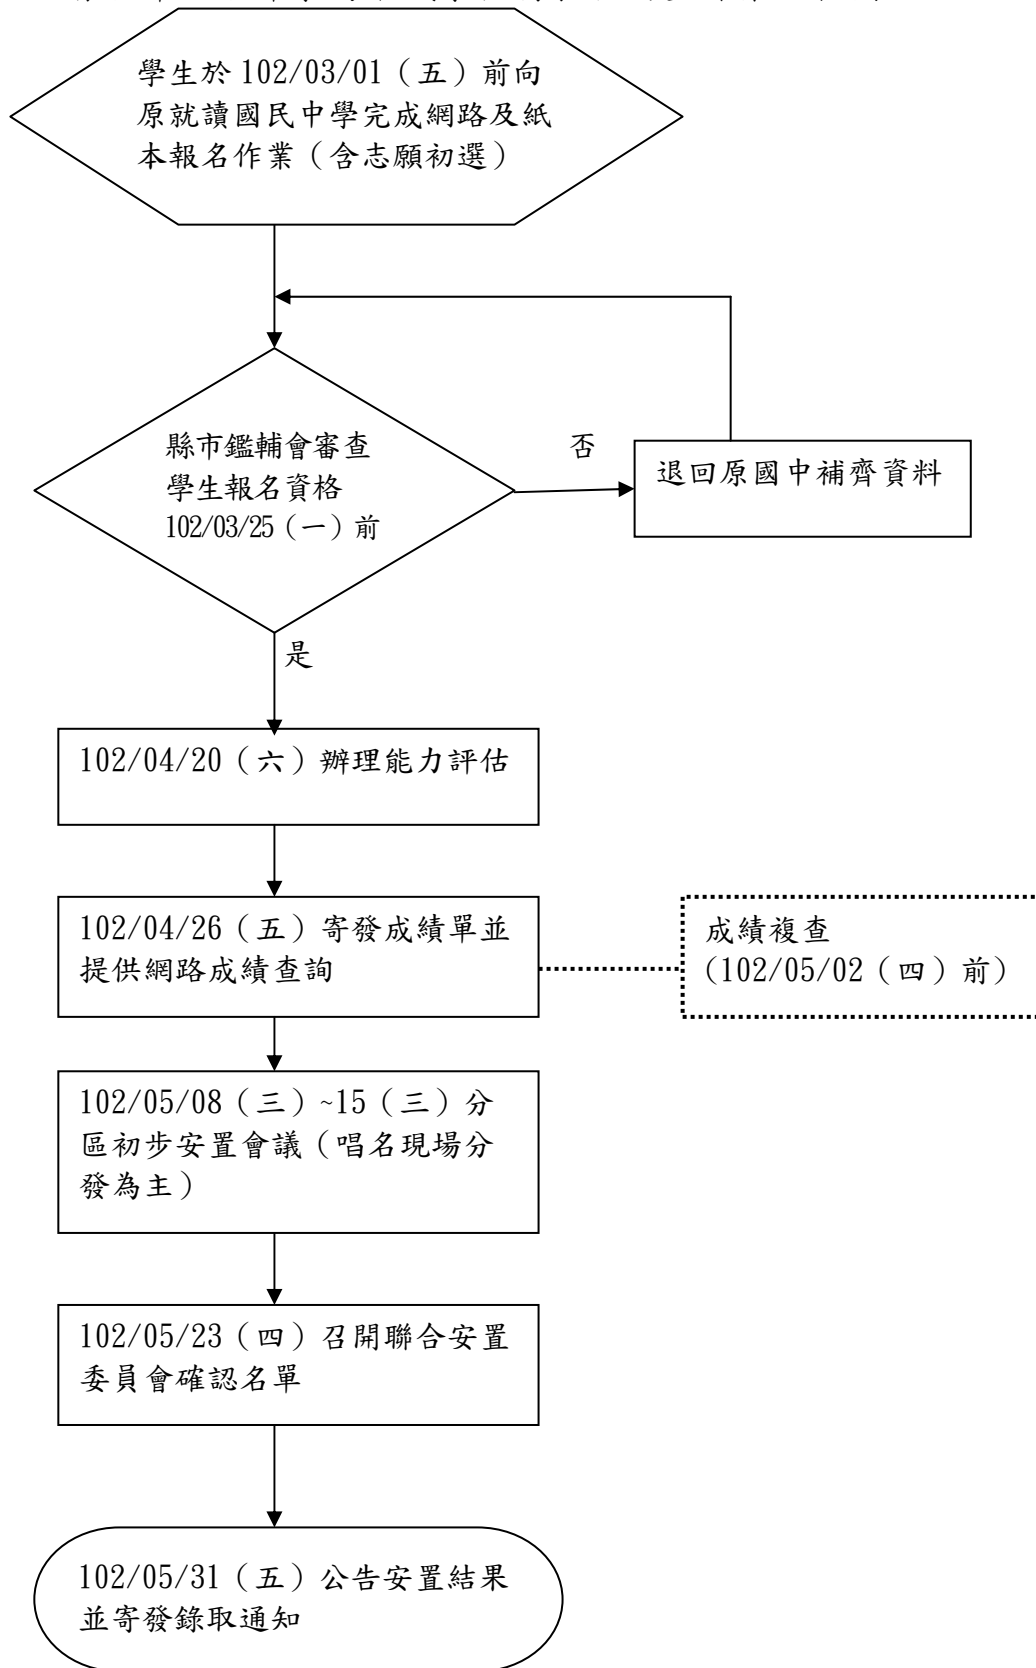 學生於 102/03/01（五）前向
原就讀國民中學完成網路及紙
本報名作業（含志願初選）
縣市鑑輔會審查
學生報名資格
102/03/25（一）前
否
退回原國中補齊資料
是
102/04/20（六）辦理能力評估
102/04/26（五）寄發成績單並
提供網路成績查詢
成績複查
(102/05/02（四）前)
102/05/08（三）~15（三）分
區初步安置會議（唱名現場分
發為主）
102/05/23（四）召開聯合安置
委員會確認名單
102/05/31（五）公告安置結果
並寄發錄取通知